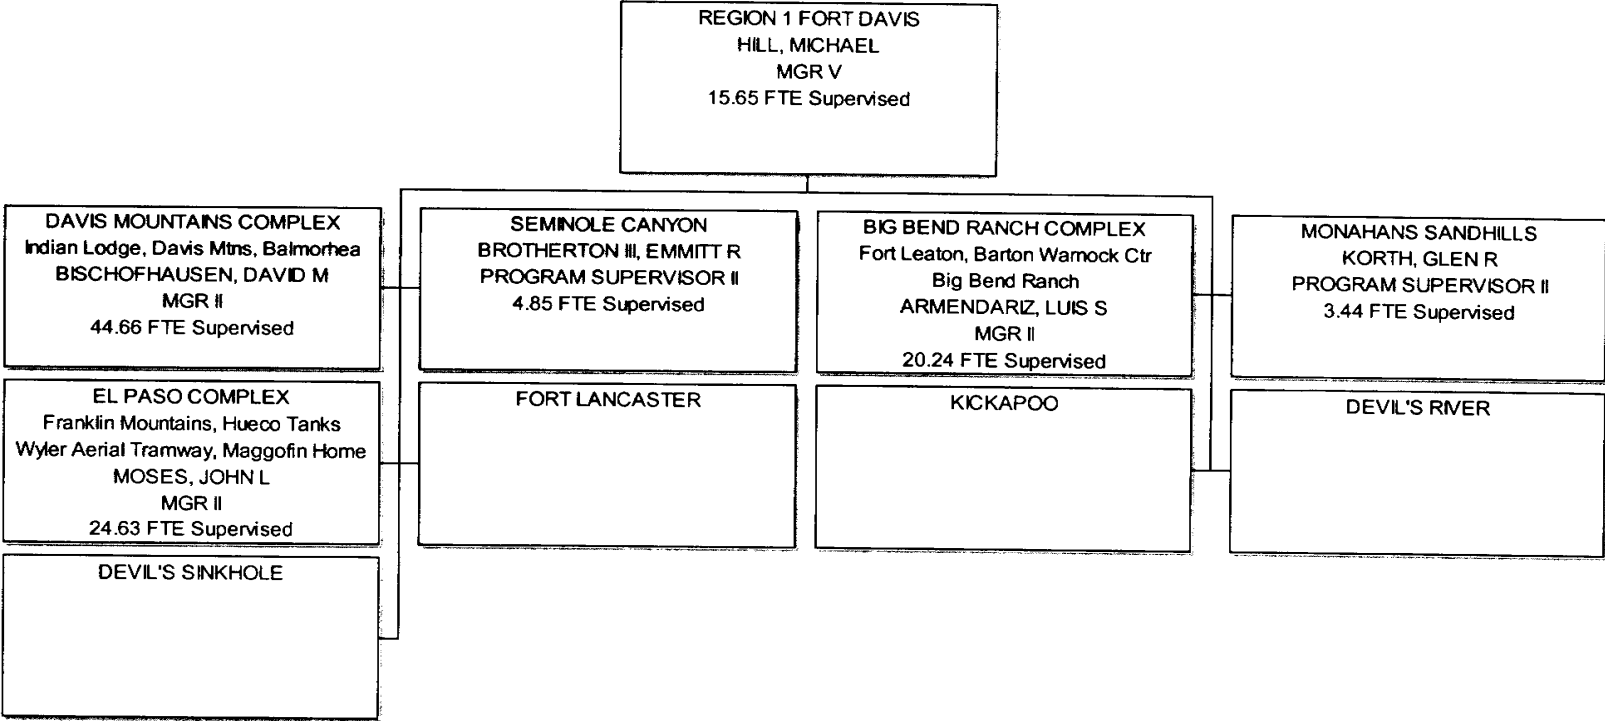 REGION 1 FORT DAVIS
HILL, MICHAEL
MGR V
15.65 FTE Supervised
DAVIS MOUNTAINS COMPLEX
Indian Lodge, Davis Mtns, Balmorhea
BISCHOFHAUSEN, DAVID M
MGR II
44.66 FTE Supervised
SEMINOLE CANYON
BROTHERTON III, EMMITT R
PROGRAM SUPERVISOR II
4.85 FTE Supervised
BIG BEND RANCH COMPLEX
Fort Leaton, Barton Warnock Ctr
Big Bend Ranch
ARMENDARIZ, LUIS S
MGR II
20.24 FTE Supervised
MONAHANS SANDHILLS
KORTH, GLEN R
PROGRAM SUPERVISOR II
3.44 FTE Supervised
EL PASO COMPLEX
Franklin Mountains, Hueco Tanks
Wyler Aerial Tramway, Maggofin Home
MOSES, JOHN L
MGR II
24.63 FTE Supervised
FORT LANCASTER
KICKAPOO
DEVIL'S RIVER
DEVIL'S SINKHOLE